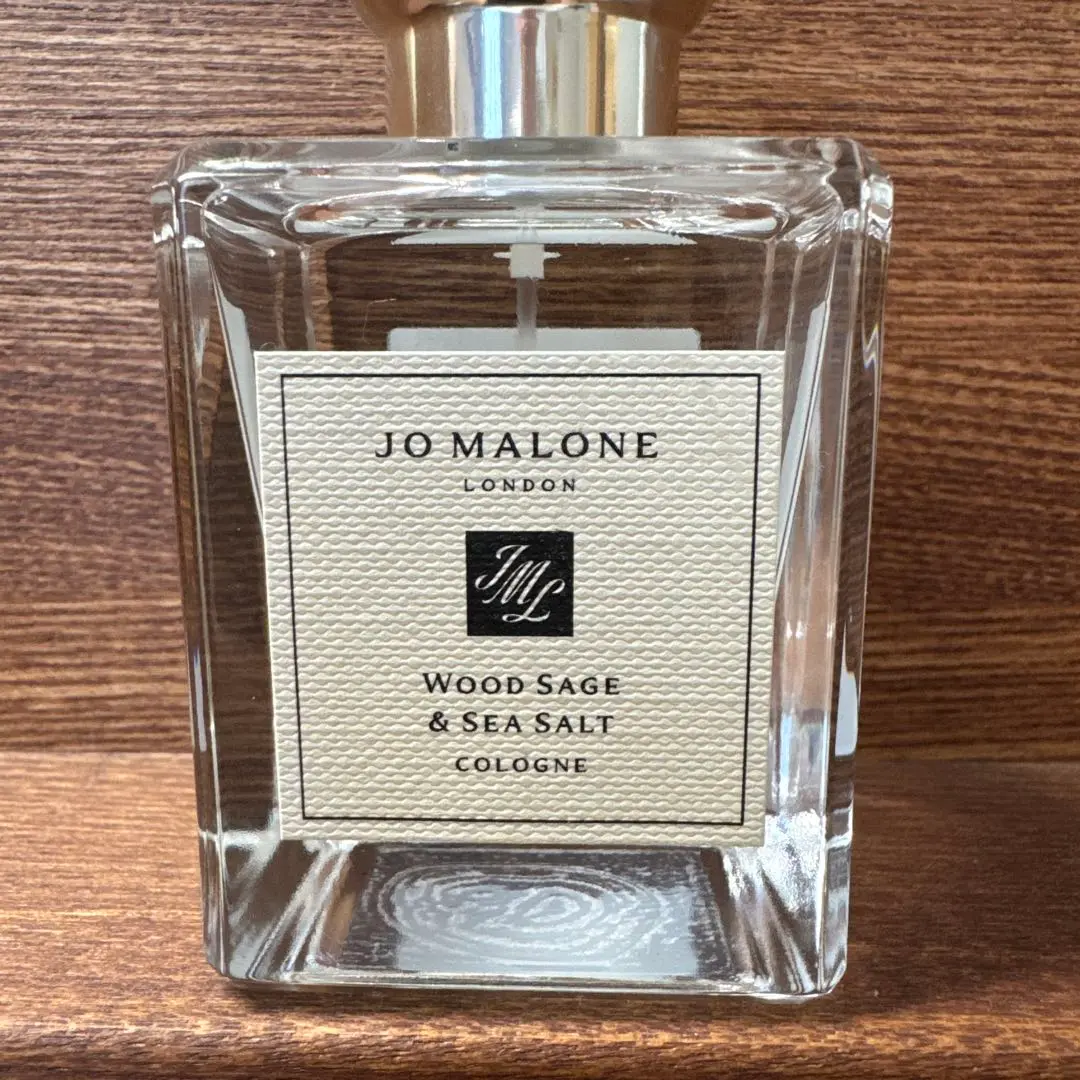 JO MALONE
LONDON
JML
WOOD SAGE
& SEA SALT
COLOGNE